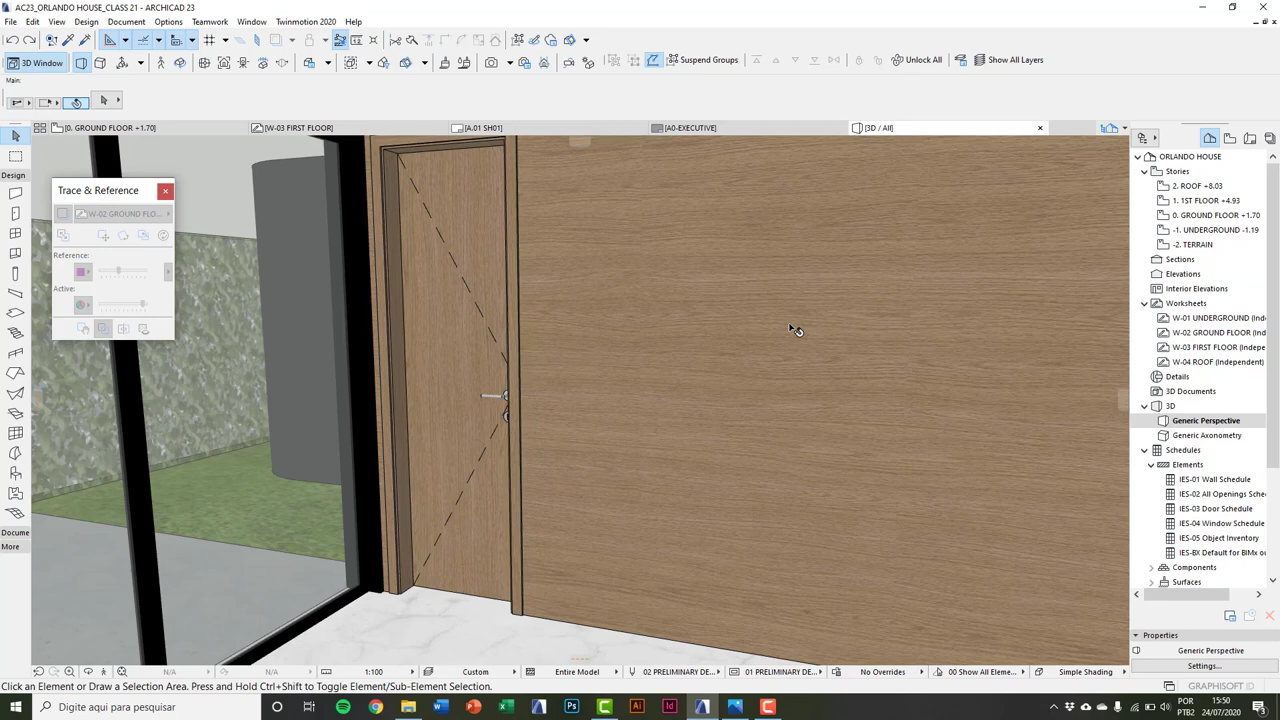 AC23_ORLANDO HOUSE_CLASS 21 - ARCHICAD 23
File Edit View Design Document Options Teamwork Window Twinmotion 2020 Help
3D Window
Suspend Groups
Unlock All
Show All Layers
Main:
[0. GROUND FLOOR +1.70]
[W-03 FIRST FLOOR]
[A.01 SH01]
[A0-EXECUTIVE]
[3D / All]
Design
Docume
More
Trace & Reference
W-02 GROUND FLO...
Reference:
Active:
ORLANDO HOUSE
Stories
2. ROOF +8.03
1. 1ST FLOOR +4.93
0. GROUND FLOOR +1.70
-1. UNDERGROUND -1.19
-2. TERRAIN
Sections
Elevations
Interior Elevations
Worksheets
W-01 UNDERGROUND (Ind
W-02 GROUND FLOOR (Ind
W-03 FIRST FLOOR (Indepe
W-04 ROOF (Independent)
Details
3D Documents
3D
Generic Perspective
Generic Axonometry
Schedules
Elements
IES-01 Wall Schedule
IES-02 All Openings Sche
IES-03 Door Schedule
IES-04 Window Schedule
IES-05 Object Inventory
IES-BX Default for BIMx o
Components
Surfaces
Properties
Generic Perspective
Settings...
N/A
N/A
1:100
Custom
Entire Model
02 PRELIMINARY DE...
01 PRELIMINARY DE...
No Overrides
00 Show All Eleme...
Simple Shading
Click an Element or Draw a Selection Area. Press and Hold Ctrl+Shift to Toggle Element/Sub-Element Selection.
GRAPHISOFT
Digite aqui para pesquisar
Ps
Ai
Id
POR
PTB2
15:50
24/07/2020